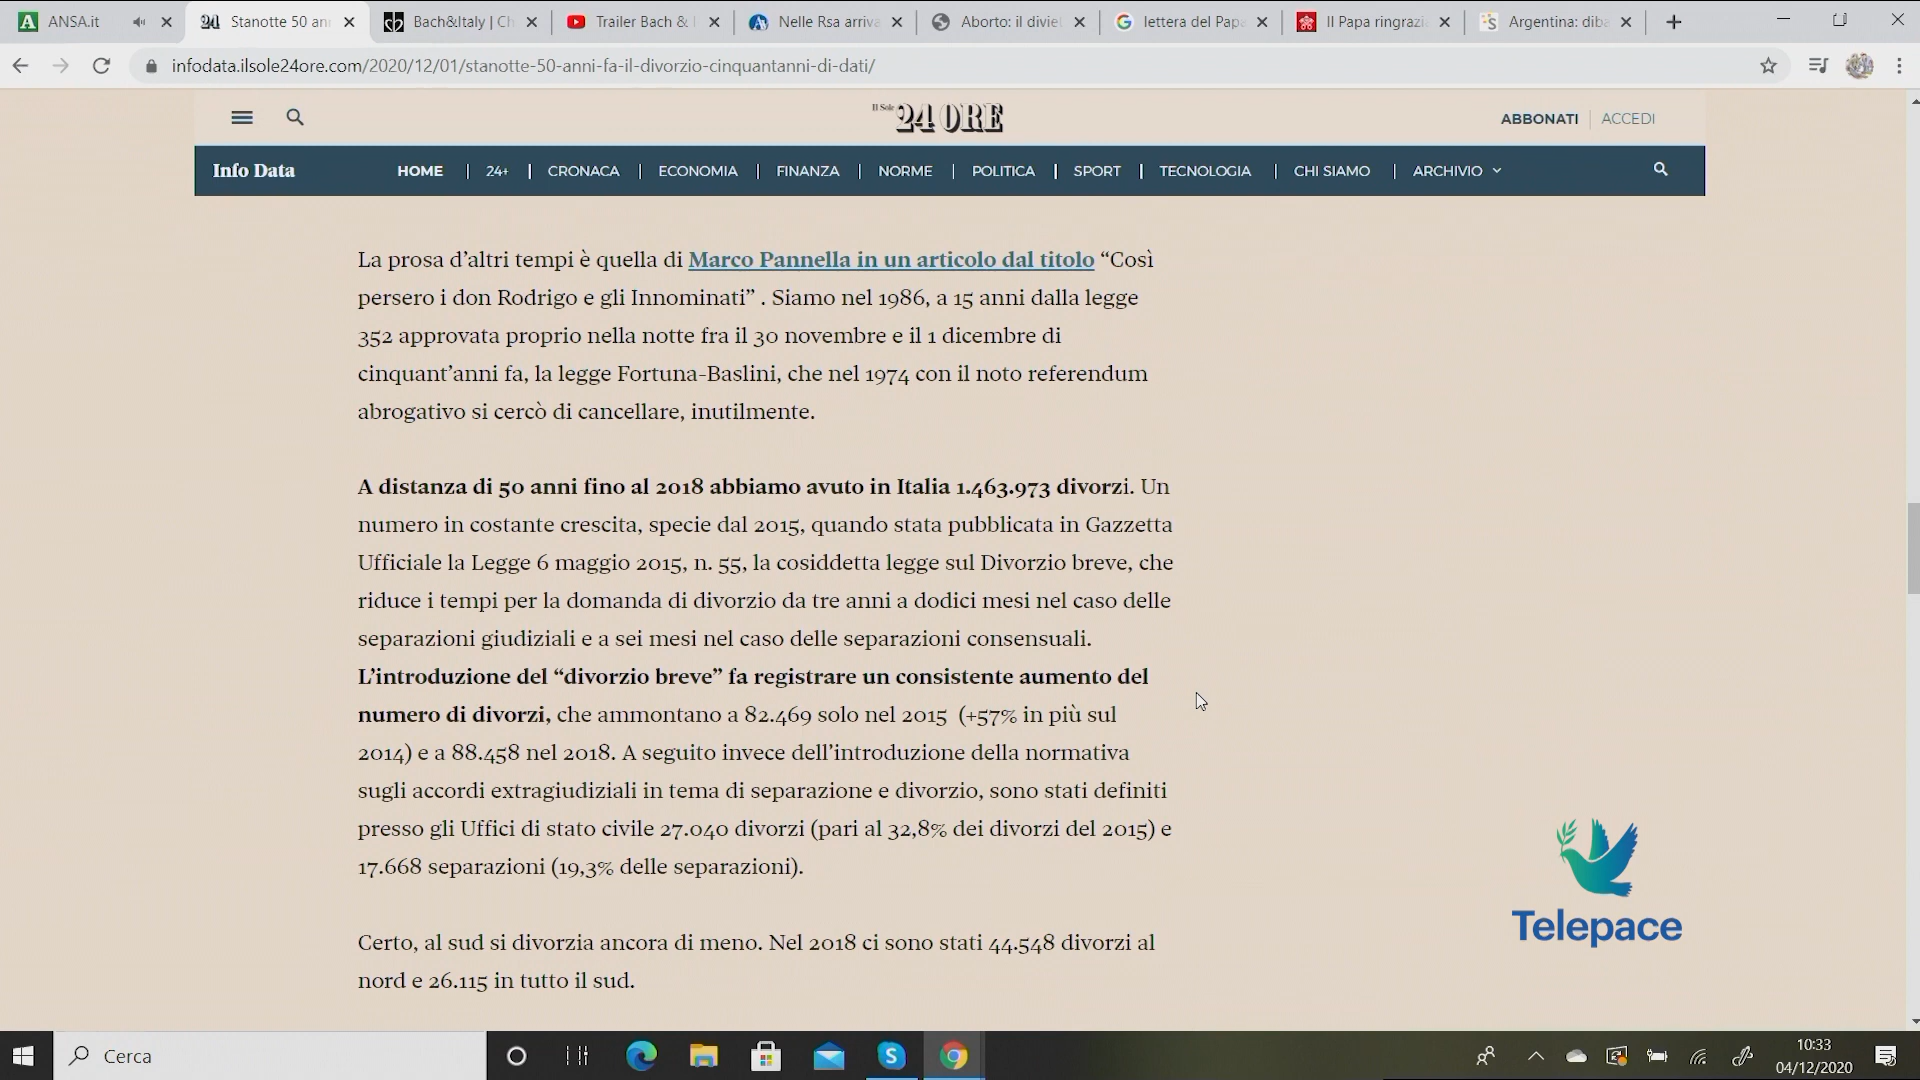 ANSA.it
24 Stanotte 50 an
Bach&Italy | Ch
Trailer Bach & I
Nelle Rsa arriva
Aborto: il diviet
lettera del Papa
Il Papa ringrazi
Argentina: diba
infodata.ilsole24ore.com/2020/12/01/stanotte-50-anni-fa-il-divorzio-cinquantanni-di-dati/
Il Sole 24 ORE
ABBONATI ACCEDI
Info Data HOME | 24+ | CRONACA | ECONOMIA | FINANZA | NORME | POLITICA | SPORT | TECNOLOGIA | CHI SIAMO | ARCHIVIO
La prosa d’altri tempi è quella di Marco Pannella in un articolo dal titolo “Così
persero i don Rodrigo e gli Innominati” . Siamo nel 1986, a 15 anni dalla legge
352 approvata proprio nella notte fra il 30 novembre e il 1 dicembre di
cinquant’anni fa, la legge Fortuna-Baslini, che nel 1974 con il noto referendum
abrogativo si cercò di cancellare, inutilmente.
A distanza di 50 anni fino al 2018 abbiamo avuto in Italia 1.463.973 divorzi. Un
numero in costante crescita, specie dal 2015, quando stata pubblicata in Gazzetta
Ufficiale la Legge 6 maggio 2015, n. 55, la cosiddetta legge sul Divorzio breve, che
riduce i tempi per la domanda di divorzio da tre anni a dodici mesi nel caso delle
separazioni giudiziali e a sei mesi nel caso delle separazioni consensuali.
L’introduzione del “divorzio breve” fa registrare un consistente aumento del
numero di divorzi, che ammontano a 82.469 solo nel 2015 (+57% in più sul
2014) e a 88.458 nel 2018. A seguito invece dell’introduzione della normativa
sugli accordi extragiudiziali in tema di separazione e divorzio, sono stati definiti
presso gli Uffici di stato civile 27.040 divorzi (pari al 32,8% dei divorzi del 2015) e
17.668 separazioni (19,3% delle separazioni).
Certo, al sud si divorzia ancora di meno. Nel 2018 ci sono stati 44.548 divorzi al
nord e 26.115 in tutto il sud.
Telepace
Cerca
10:33
04/12/2020